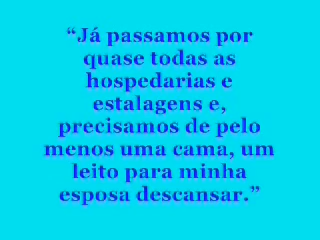 “Já passamos por
quase todas as
hospedarias e
estalagens e,
precisamos de pelo
menos uma cama, um
leito para minha
esposa descansar.”